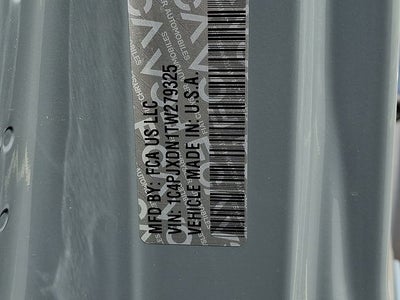 MFD BY: FCA US LLC
VIN: 1C4PJXDN1TW279325
VEHICLE MADE IN: U.S.A.